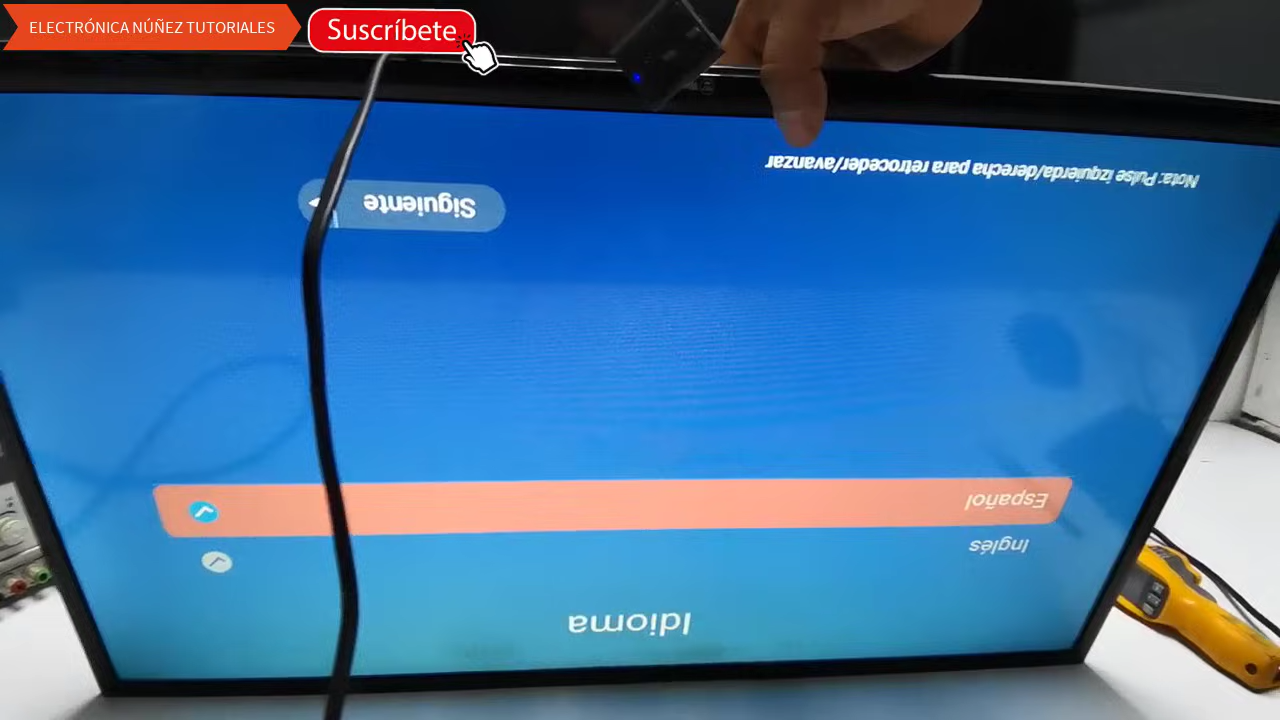 ELECTRÓNICA NÚÑEZ TUTORIALES
Suscríbete
Idioma
Inglés
Español
Siguiente
Nota: Pulse izquierda/derecha para retroceder/avanzar